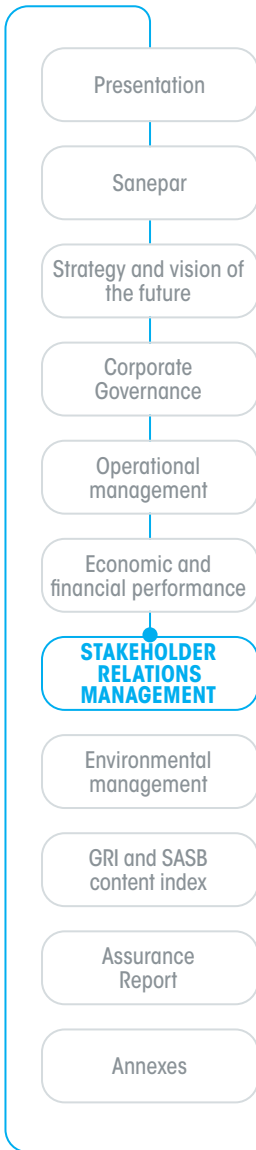 Presentation
Sanepar
Strategy and vision of
the future
Corporate
Governance
Operational
management
Economic and
financial performance
STAKEHOLDER
RELATIONS
MANAGEMENT
Environmental
management
GRI and SASB
content index
Assurance
Report
Annexes